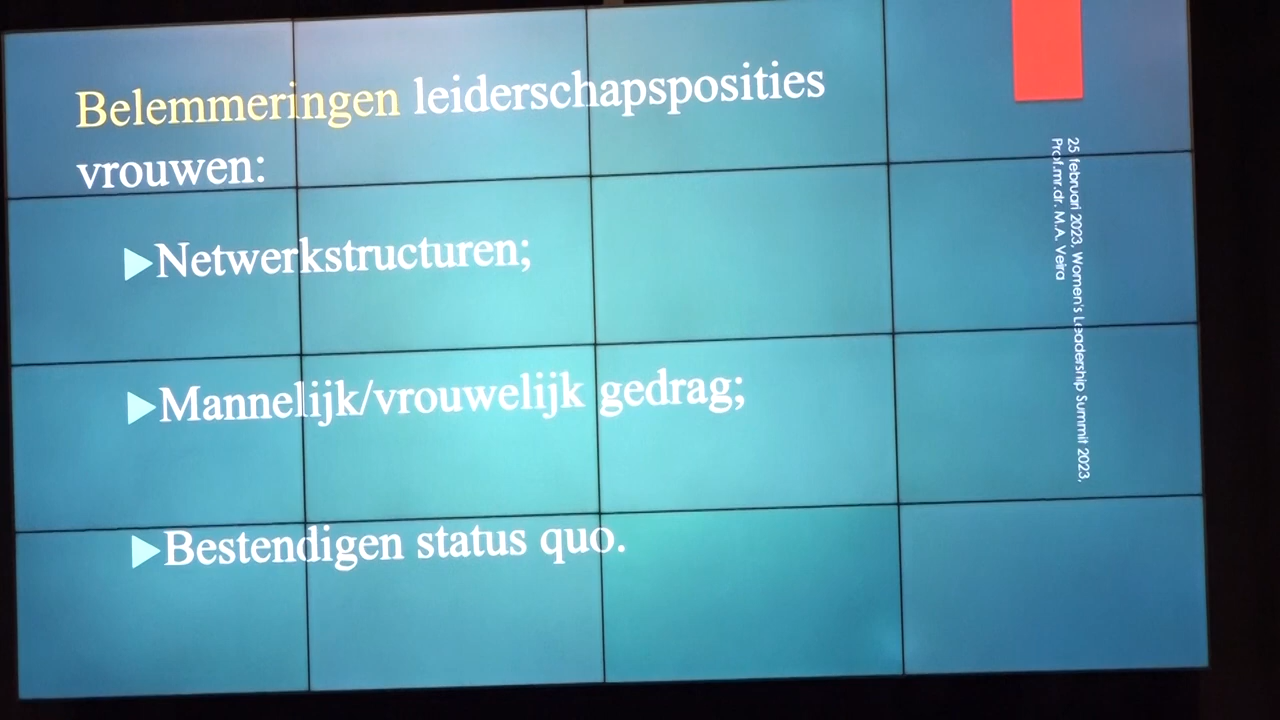 Belemmeringen leiderschapsposities
vrouwen:
Netwerkstructuren;
Mannelijk/vrouwelijk gedrag;
Bestendigen status quo.
25 februari 2023, Women's Leadership Summit 2023,
Prof.mr.dr. M.A. Veira